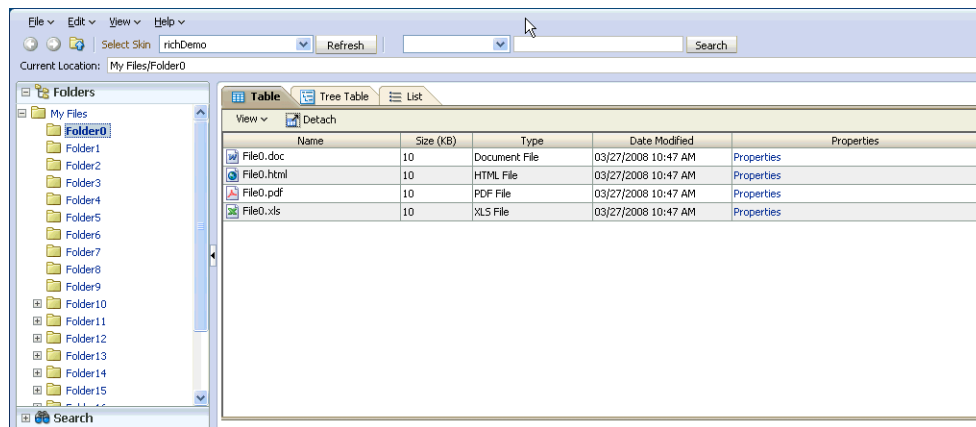 File Edit View Help
Select Skin richDemo Refresh Search
Current Location: My Files/Folder0
Folders
My Files
Folder0
Folder1
Folder2
Folder3
Folder4
Folder5
Folder6
Folder7
Folder8
Folder9
Folder10
Folder11
Folder12
Folder13
Folder14
Folder15
Search
Table Tree Table List
View Detach
Name Size (KB) Type Date Modified Properties
File0.doc 10 Document File 03/27/2008 10:47 AM Properties
File0.html 10 HTML File 03/27/2008 10:47 AM Properties
File0.pdf 10 PDF File 03/27/2008 10:47 AM Properties
File0.xls 10 XLS File 03/27/2008 10:47 AM Properties